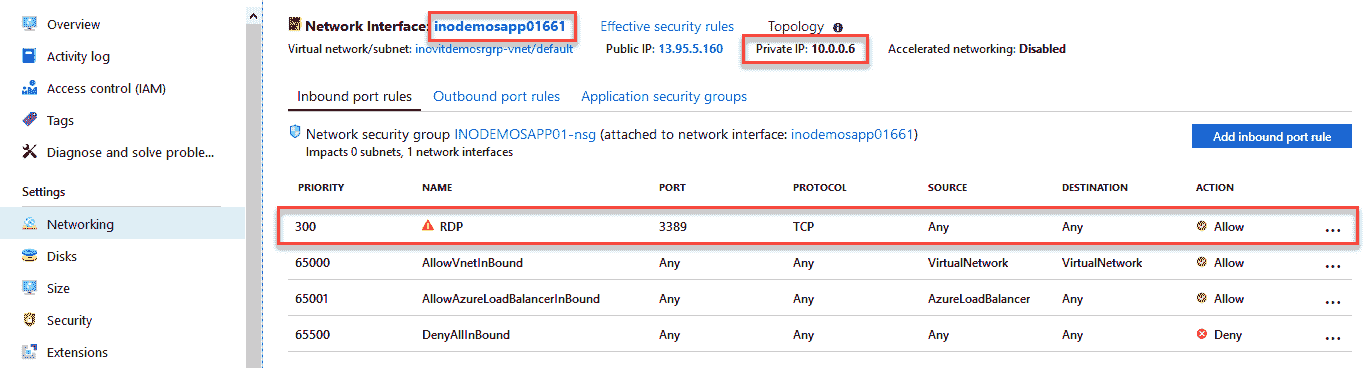 Overview
Activity log
Access control (IAM)
Tags
Diagnose and solve proble...
Settings
Networking
Disks
Size
Security
Extensions
Network Interface: inodemosapp01661 Effective security rules Topology
Virtual network/subnet: inovitdemosrgrp-vnet/default Public IP: 13.95.5.160 Private IP: 10.0.0.6 Accelerated networking: Disabled
Inbound port rules Outbound port rules Application security groups
Network security group INODEMOSAPP01-nsg (attached to network interface: inodemosapp01661)
Impacts 0 subnets, 1 network interfaces
Add inbound port rule
PRIORITY NAME PORT PROTOCOL SOURCE DESTINATION ACTION
300 RDP 3389 TCP Any Any Allow ...
65000 AllowVnetInBound Any Any VirtualNetwork VirtualNetwork Allow ...
65001 AllowAzureLoadBalancerInBound Any Any AzureLoadBalancer Any Allow ...
65500 DenyAllInBound Any Any Any Any Deny ...